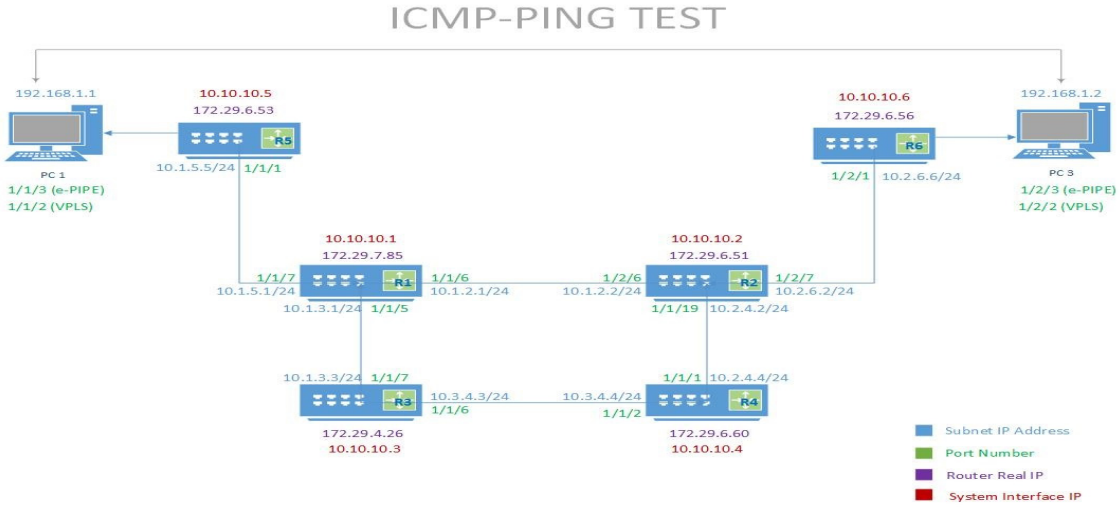 ICMP-PING TEST
192.168.1.1
10.10.10.5
172.29.6.53
R5
10.1.5.5/24 1/1/1
PC 1
1/1/3 (e-PIPE)
1/1/2 (VPLS)
10.10.10.6
172.29.6.56
R6
1/2/1 10.2.6.6/24
192.168.1.2
PC 3
1/2/3 (e-PIPE)
1/2/2 (VPLS)
10.10.10.1
172.29.7.85
1/1/7
R1
1/1/6
10.1.5.1/24
10.1.2.1/24
10.1.3.1/24 1/1/5
10.10.10.2
172.29.6.51
1/2/6
R2
1/2/7
10.1.2.2/24
10.2.6.2/24
1/1/19 10.2.4.2/24
10.1.3.3/24 1/1/7
R3
10.3.4.3/24
1/1/6
172.29.4.26
10.10.10.3
1/1/1 10.2.4.4/24
10.3.4.4/24
R4
1/1/2
172.29.6.60
10.10.10.4
Subnet IP Address
Port Number
Router Real IP
System Interface IP